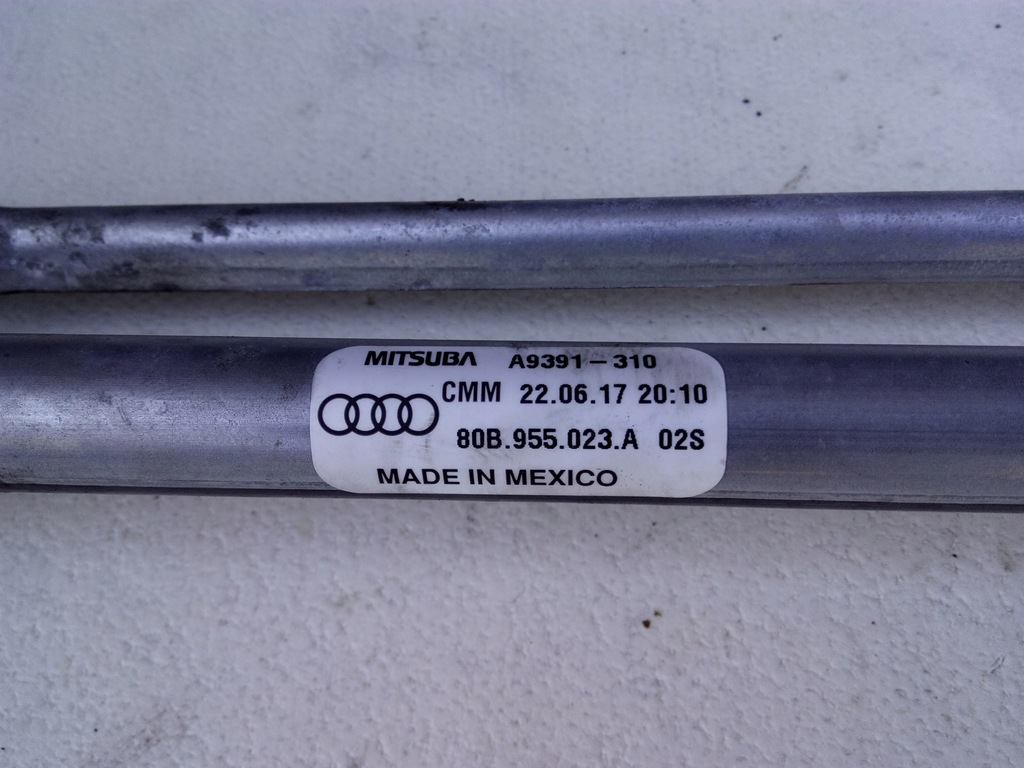 MITSUBA A9391-310
CMM 22.06.17 20:10
80B.955.023.A 02S
MADE IN MEXICO